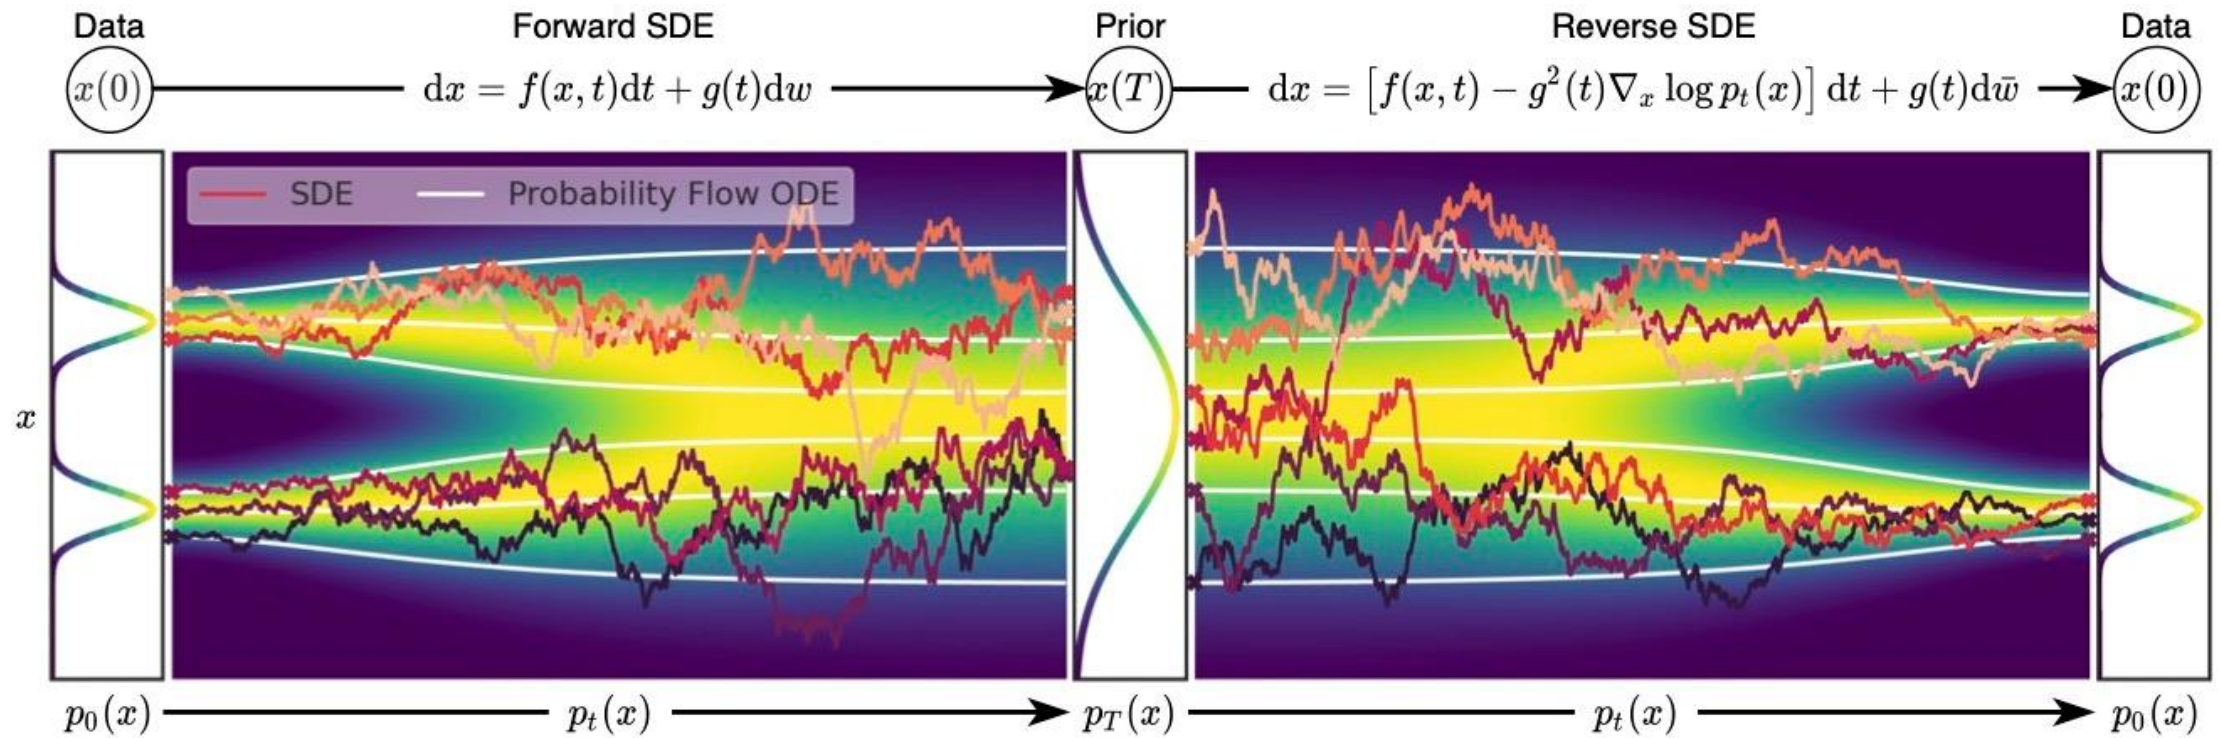 Data Forward SDE Prior Reverse SDE Data
x(0) dx = f(x, t)dt + g(t)dw x(T) dx = [f(x, t) − g²(t)∇ₓ log pₜ(x)] dt + g(t)dw̄ x(0)
SDE Probability Flow ODE
x
p₀(x) pₜ(x) p_T(x) pₜ(x) p₀(x)